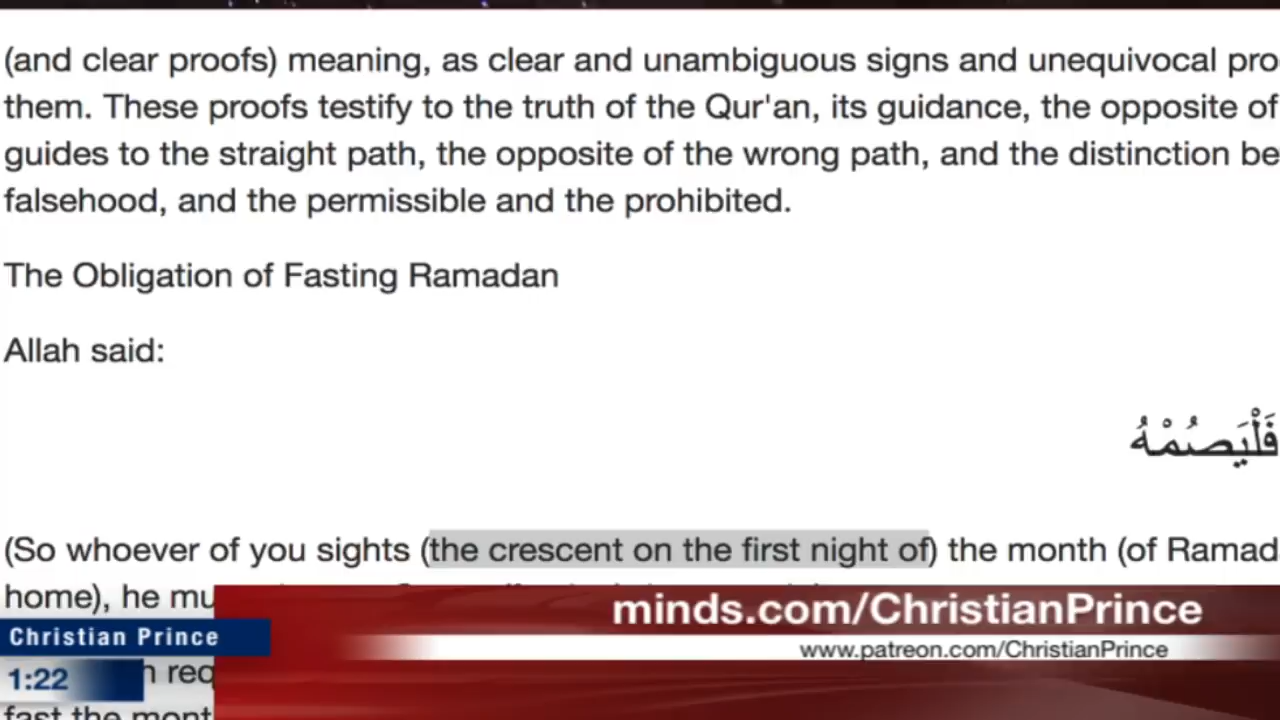 (and clear proofs) meaning, as clear and unambiguous signs and unequivocal pro
them. These proofs testify to the truth of the Qur'an, its guidance, the opposite of
guides to the straight path, the opposite of the wrong path, and the distinction be
falsehood, and the permissible and the prohibited.
The Obligation of Fasting Ramadan
Allah said:
فَلْيَصُمْهُ
(So whoever of you sights (the crescent on the first night of) the month (of Ramad
home), he mu
minds.com/ChristianPrince
Christian Prince
www.patreon.com/ChristianPrince
1:22
req
fast the mont